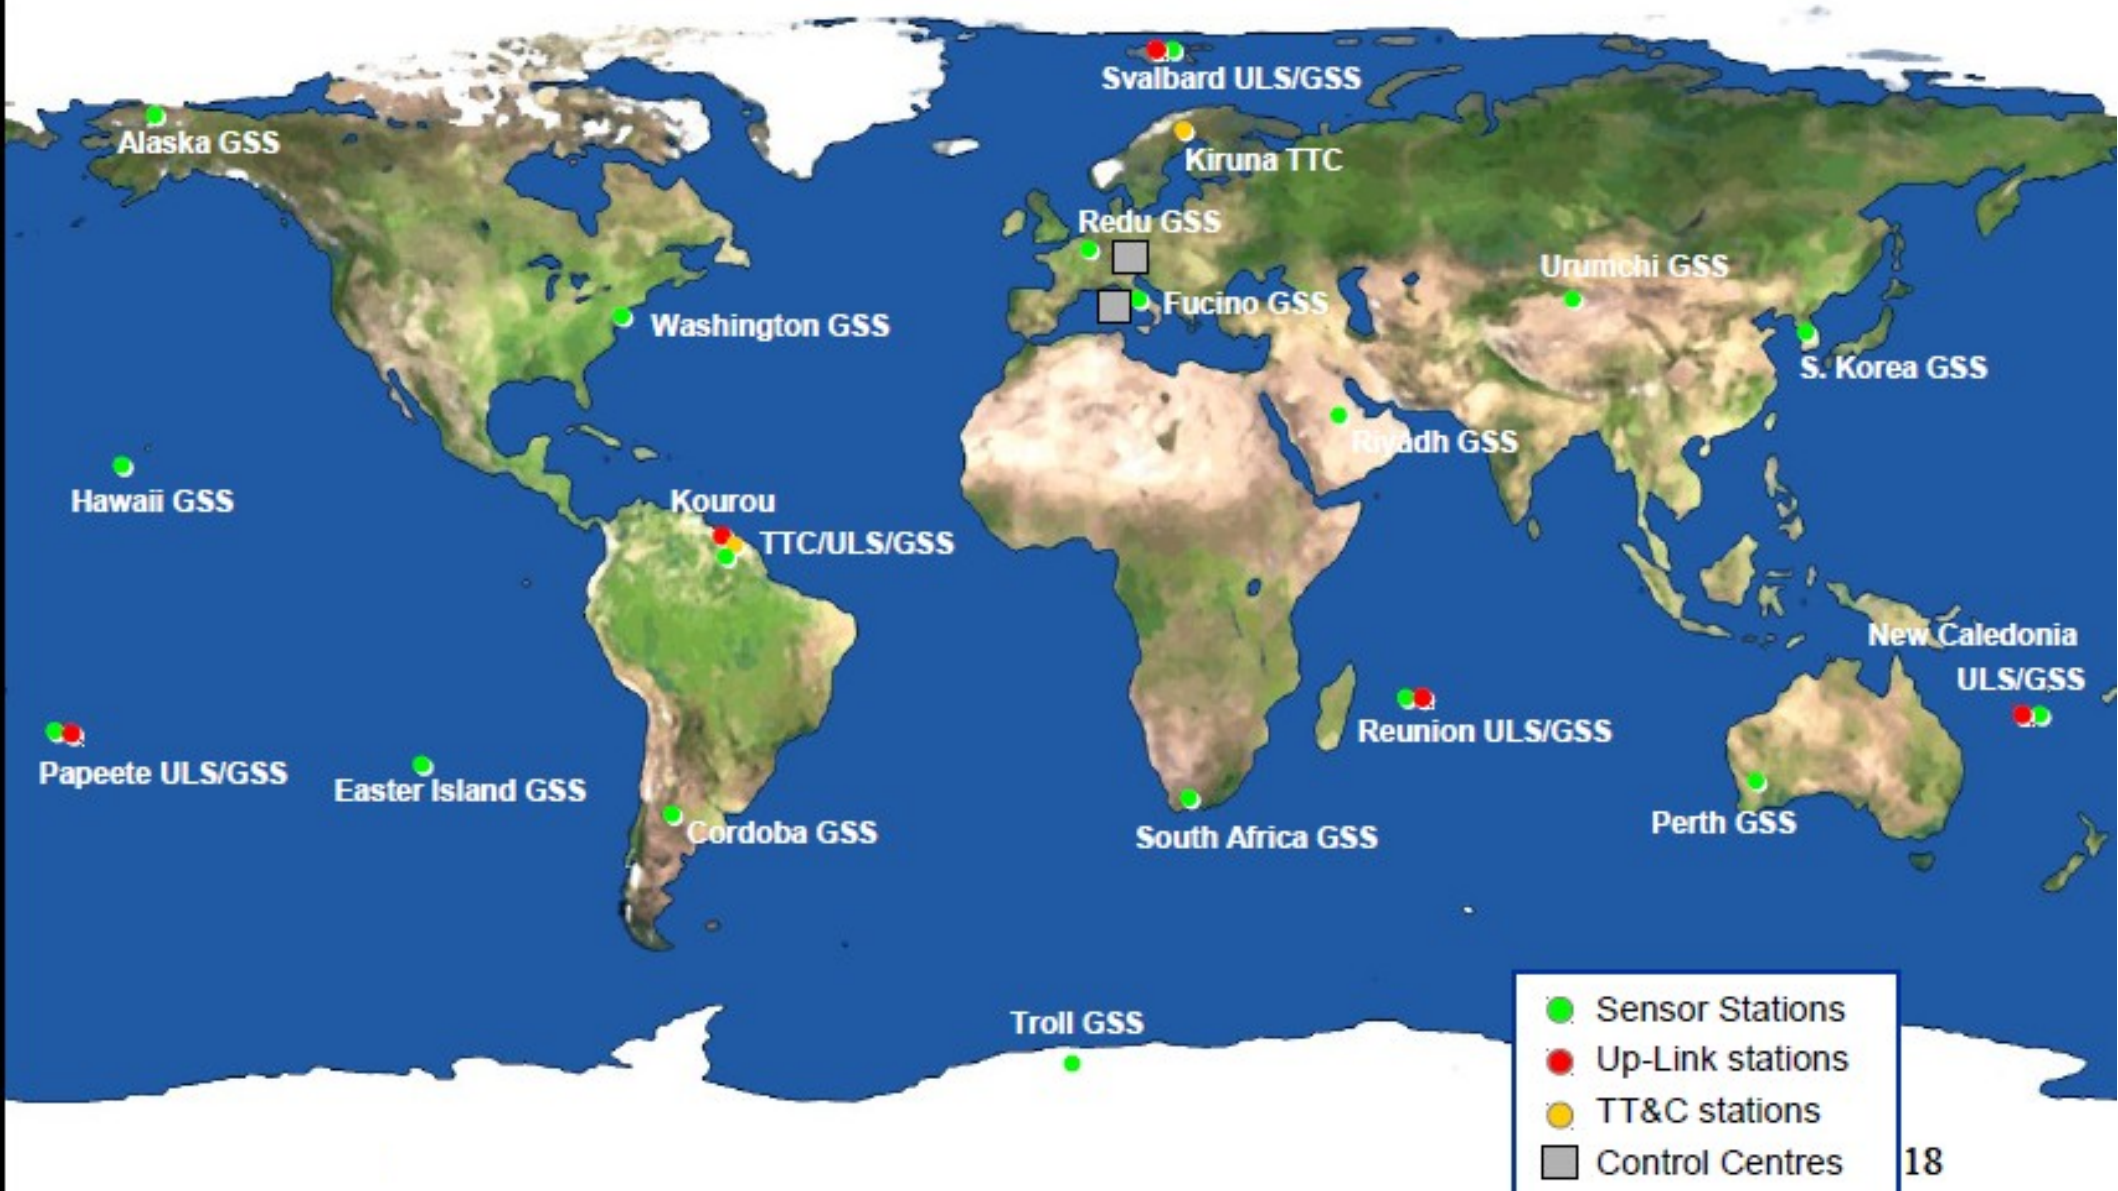 Svalbard ULS/GSS
Alaska GSS
Kiruna TTC
Redu GSS
Urumchi GSS
Fucino GSS
Washington GSS
S. Korea GSS
Riyadh GSS
Hawaii GSS
Kourou
TTC/ULS/GSS
New Caledonia
ULS/GSS
Reunion ULS/GSS
Papeete ULS/GSS
Easter Island GSS
Cordoba GSS
South Africa GSS
Perth GSS
Troll GSS
Sensor Stations
Up-Link stations
TT&C stations
Control Centres
18